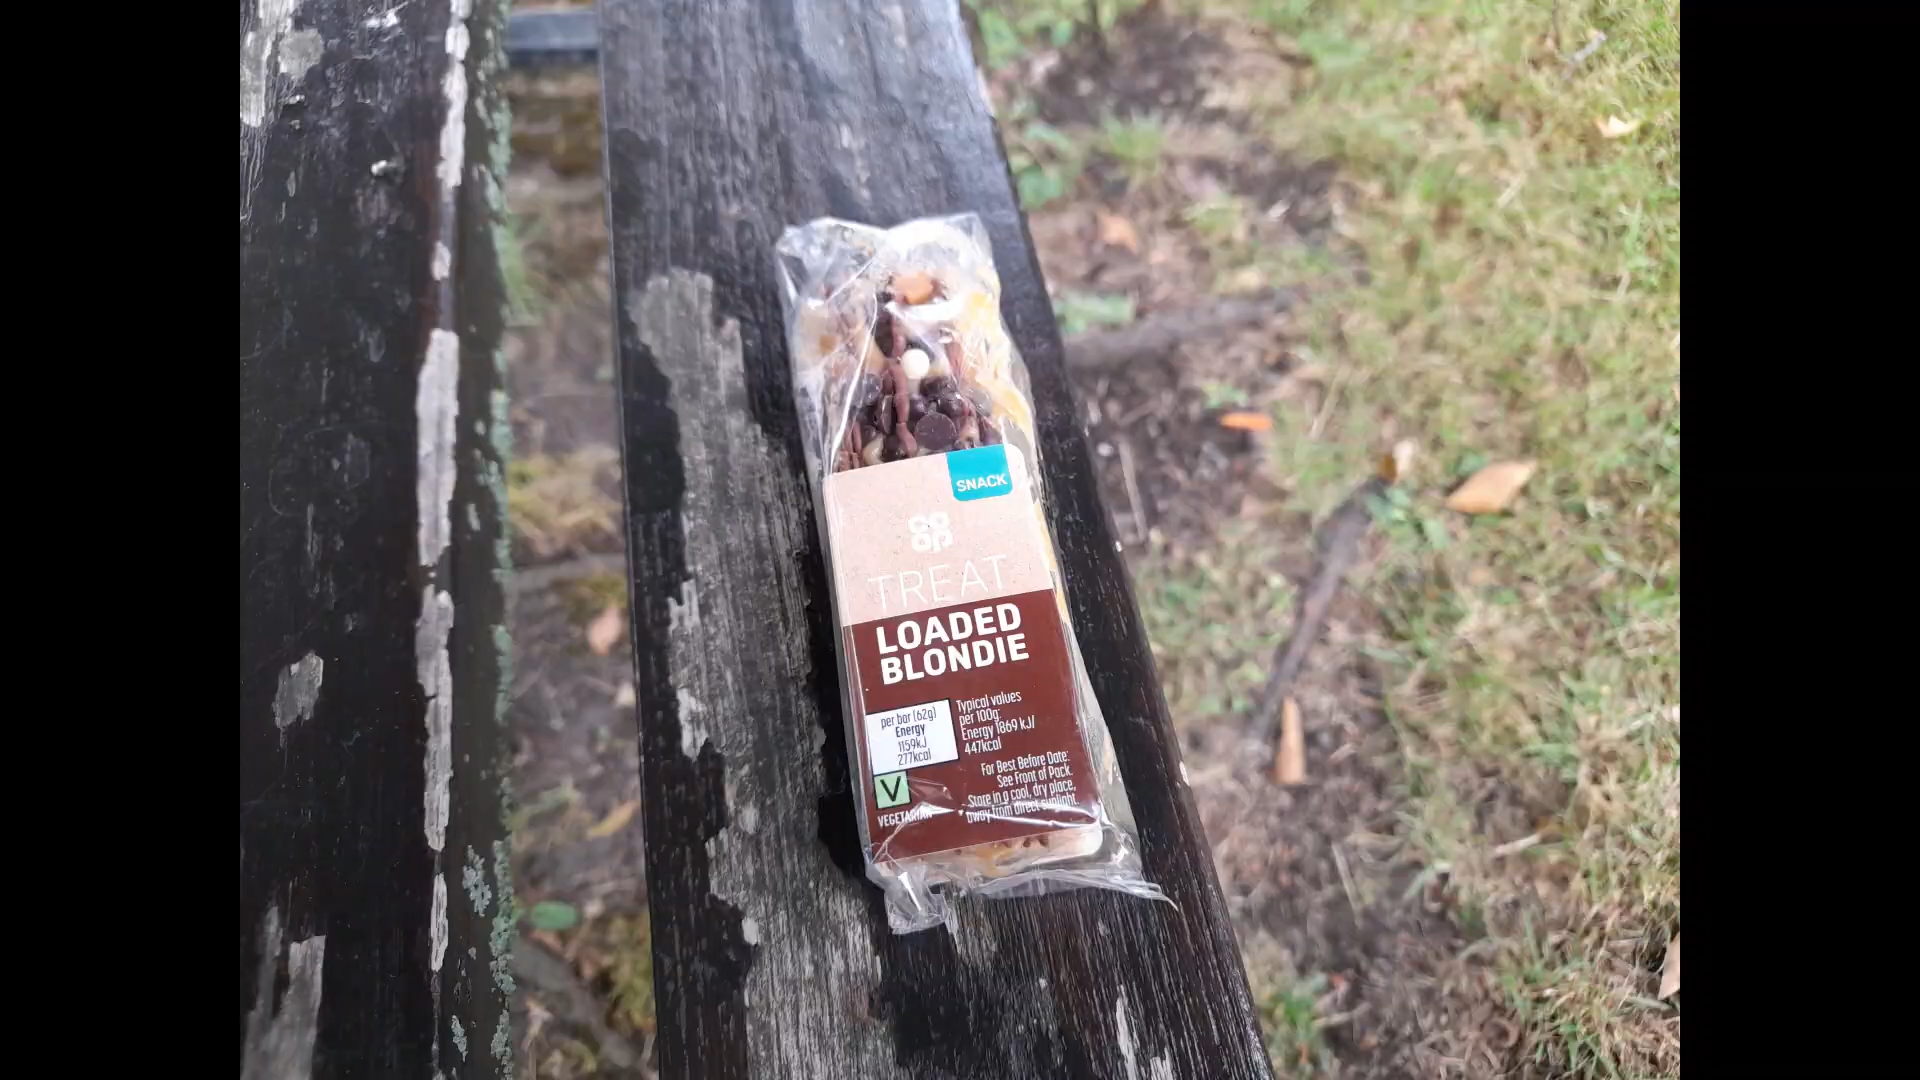 SNACK
CO
OP
TREAT
LOADED
BLONDIE
per bar (62g)
Energy
1159kJ
277kcal
Typical values
per 100g:
Energy 1869 kJ/
447kcal
For Best Before Date:
See Front of Pack.
Store in a cool, dry place,
away from direct sunlight.
V
VEGETARIAN